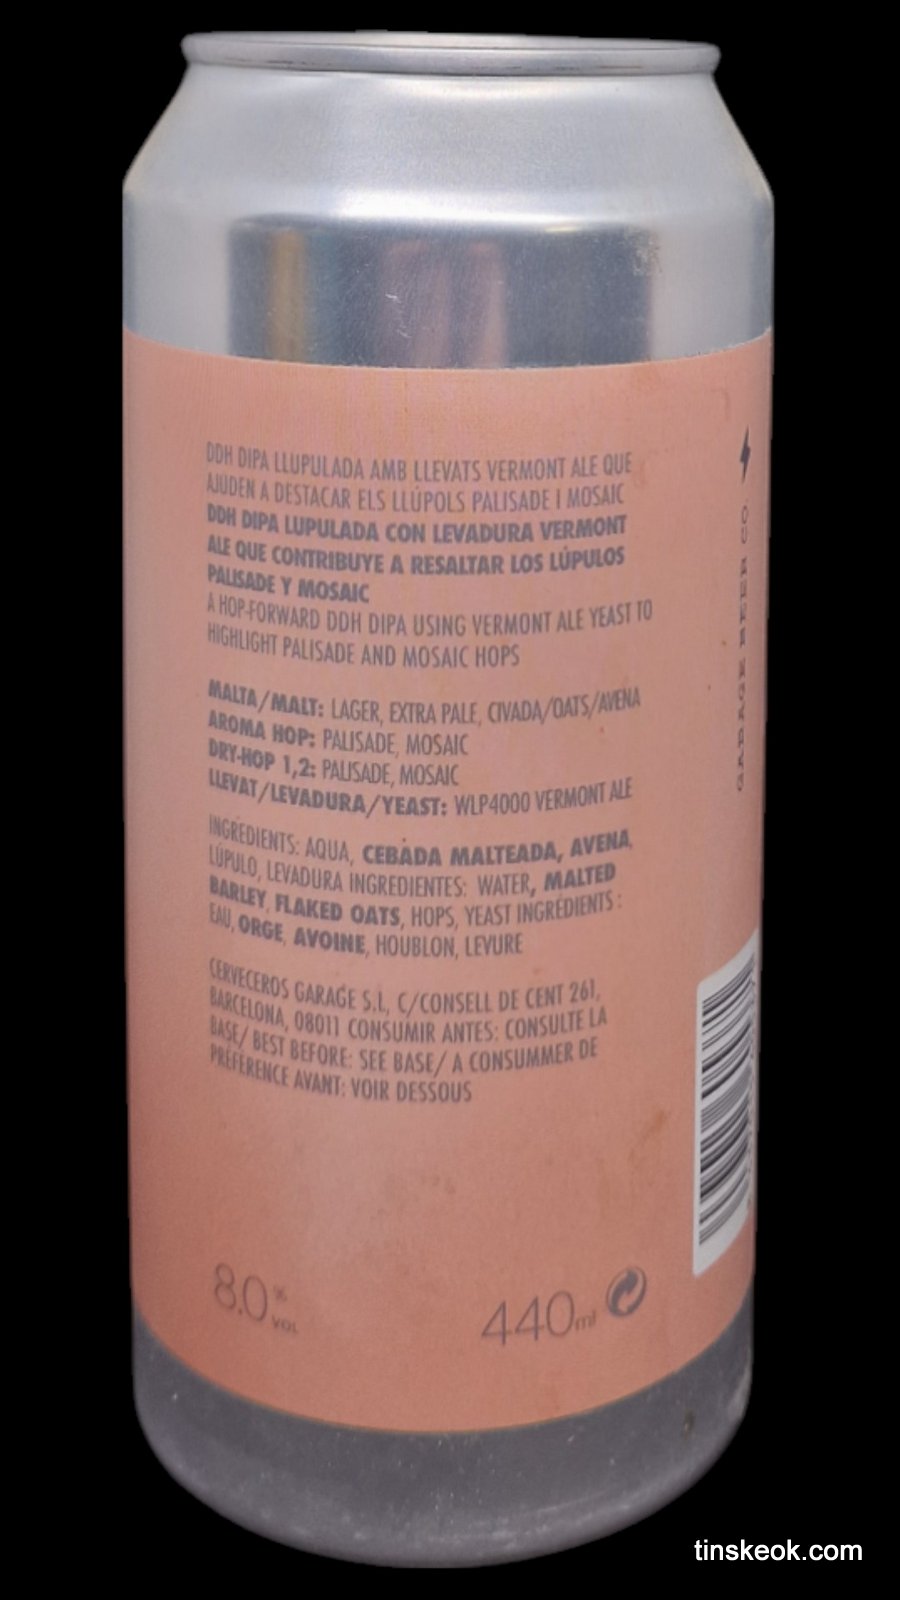 DDH DIPA LLUPULADA AMB LLEVATS VERMONT ALE QUE
AJUDEN A DESTACAR ELS LLÚPOLS PALISADE I MOSAIC
DDH DIPA LUPULADA CON LEVADURA VERMONT
ALE QUE CONTRIBUYE A RESALTAR LOS LÚPULOS
PALISADE Y MOSAIC
A HOP-FORWARD DDH DIPA USING VERMONT ALE YEAST TO
HIGHLIGHT PALISADE AND MOSAIC HOPS
MALTA/MALT: LAGER, EXTRA PALE, CIVADA/OATS/AVENA
AROMA HOP: PALISADE, MOSAIC
DRY-HOP 1,2: PALISADE, MOSAIC
LLEVAT/LEVADURA/YEAST: WLP4000 VERMONT ALE
INGREDIENTS: AQUA, CEBADA MALTEADA, AVENA,
LÚPULO, LEVADURA INGREDIENTES: WATER, MALTED
BARLEY, FLAKED OATS, HOPS, YEAST INGRÉDIENTS :
EAU, ORGE, AVOINE, HOUBLON, LEVURE
CERVECEROS GARAGE S.L, C/CONSELL DE CENT 261,
BARCELONA, 08011 CONSUMIR ANTES: CONSULTE LA
BASE/ BEST BEFORE: SEE BASE/ A CONSUMMER DE
PRÉFÉRENCE AVANT: VOIR DESSOUS
8.0 % VOL
440ml
GARAGE BEER CO.
tinskeok.com